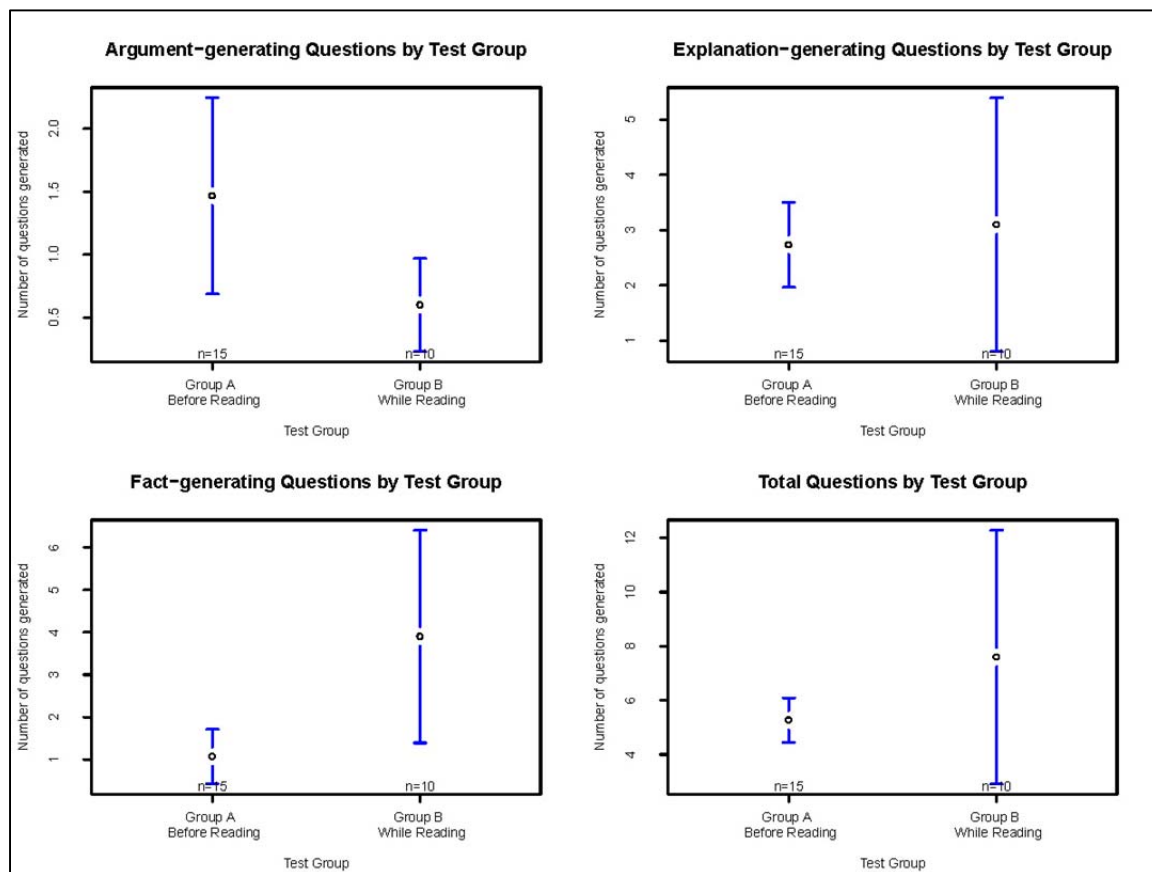 Argument−generating Questions by Test Group
Number of questions generated
2.0
1.5
1.0
0.5
n=15
n=10
Group A
Before Reading
Group B
While Reading
Test Group
Explanation−generating Questions by Test Group
Number of questions generated
5
4
3
2
1
n=15
n=10
Group A
Before Reading
Group B
While Reading
Test Group
Fact−generating Questions by Test Group
Number of questions generated
6
5
4
3
2
1
n=15
n=10
Group A
Before Reading
Group B
While Reading
Test Group
Total Questions by Test Group
Number of questions generated
12
10
8
6
4
n=15
n=10
Group A
Before Reading
Group B
While Reading
Test Group